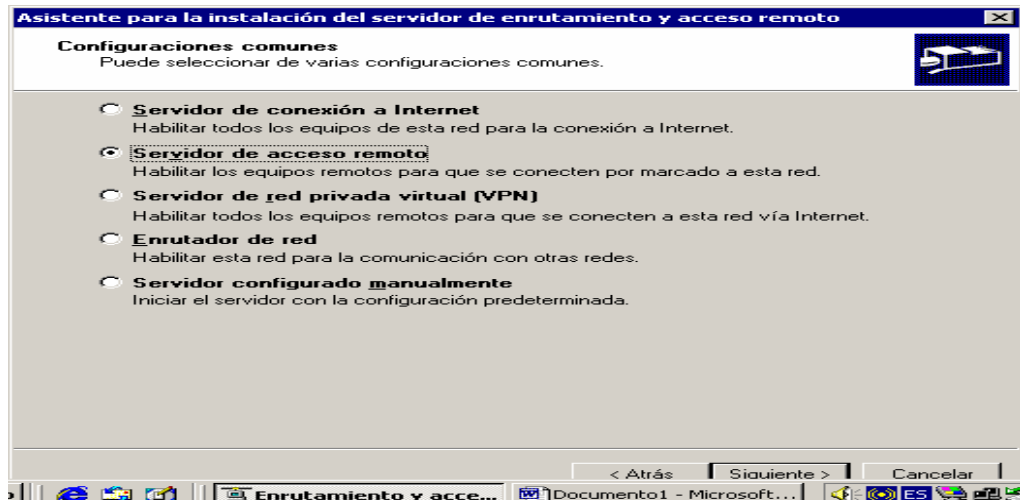 Asistente para la instalación del servidor de enrutamiento y acceso remoto
Configuraciones comunes
Puede seleccionar de varias configuraciones comunes.
Servidor de conexión a Internet
Habilitar todos los equipos de esta red para la conexión a Internet.
Servidor de acceso remoto
Habilitar los equipos remotos para que se conecten por marcado a esta red.
Servidor de red privada virtual (VPN)
Habilitar todos los equipos remotos para que se conecten a esta red vía Internet.
Enrutador de red
Habilitar esta red para la comunicación con otras redes.
Servidor configurado manualmente
Iniciar el servidor con la configuración predeterminada.
< Atrás Siguiente > Cancelar
Enrutamiento y acce... Documento1 - Microsoft... ES